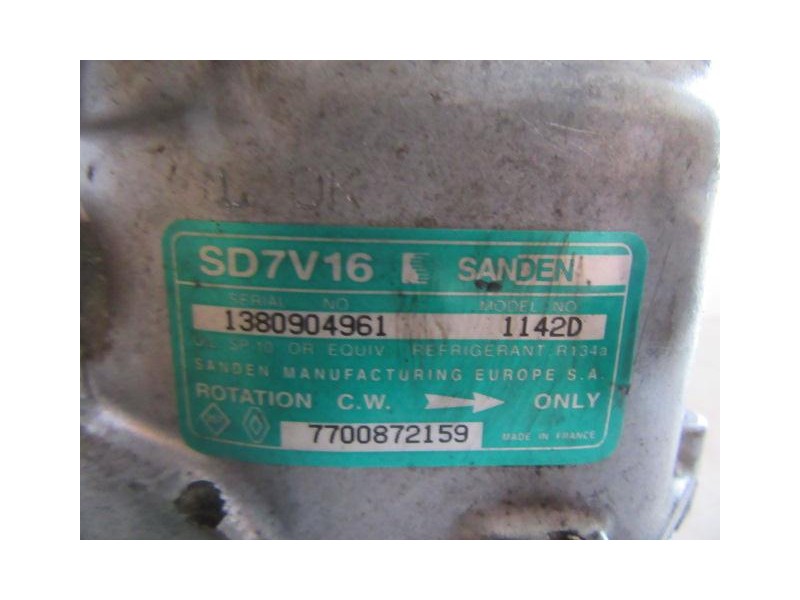 OK
SD7V16 SANDEN
SERIAL NO MODEL NO
1380904961 1142D
OIL SP-10 OR EQUIV REFRIGERANT R134a
SANDEN MANUFACTURING EUROPE S.A.
ROTATION C.W. ONLY
7700872159 MADE IN FRANCE